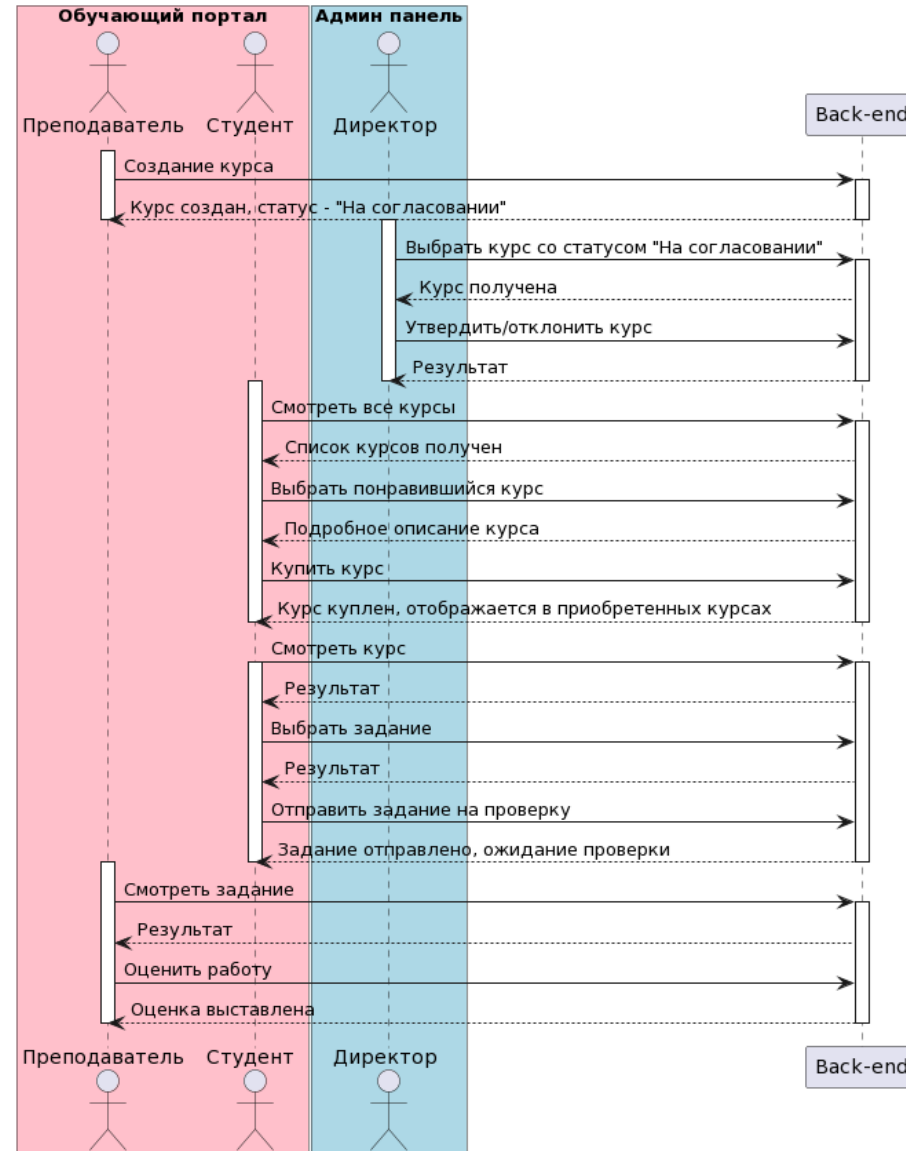 Обучающий портал
Админ панель
Преподаватель
Студент
Директор
Back-end
Создание курса
Курс создан, статус - "На согласовании"
Выбрать курс со статусом "На согласовании"
Курс получена
Утвердить/отклонить курс
Результат
Смотреть все курсы
Список курсов получен
Выбрать понравившийся курс
Подробное описание курса
Купить курс
Курс куплен, отображается в приобретенных курсах
Смотреть курс
Результат
Выбрать задание
Результат
Отправить задание на проверку
Задание отправлено, ожидание проверки
Смотреть задание
Результат
Оценить работу
Оценка выставлена
Преподаватель
Студент
Директор
Back-end